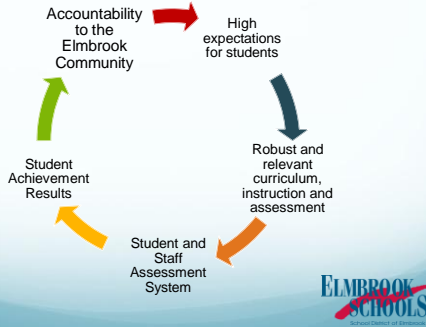 Accountability
to the
Elmbrook
Community
High
expectations
for students
Robust and
relevant
curriculum,
instruction and
assessment
Student and
Staff
Assessment
System
Student
Achievement
Results
ELMBROOK
SCHOOLS
School District of Elmbrook